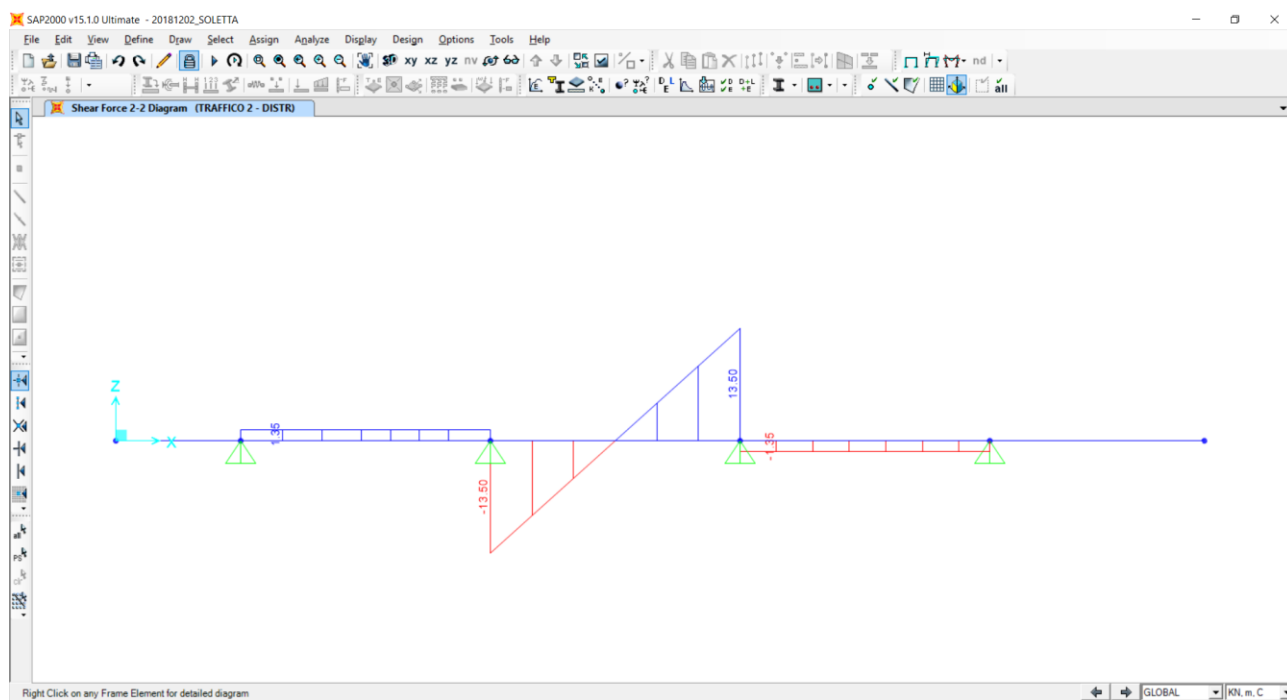 SAP2000 v15.1.0 Ultimate - 20181202_SOLETTA
File Edit View Define Draw Select Assign Analyze Display Design Options Tools Help
xy xz yz nv
nd
all
Shear Force 2-2 Diagram (TRAFFICO 2 - DISTR)
Z
X
1.35
-13.50
13.50
-1.35
Right Click on any Frame Element for detailed diagram
GLOBAL
KN, m, C